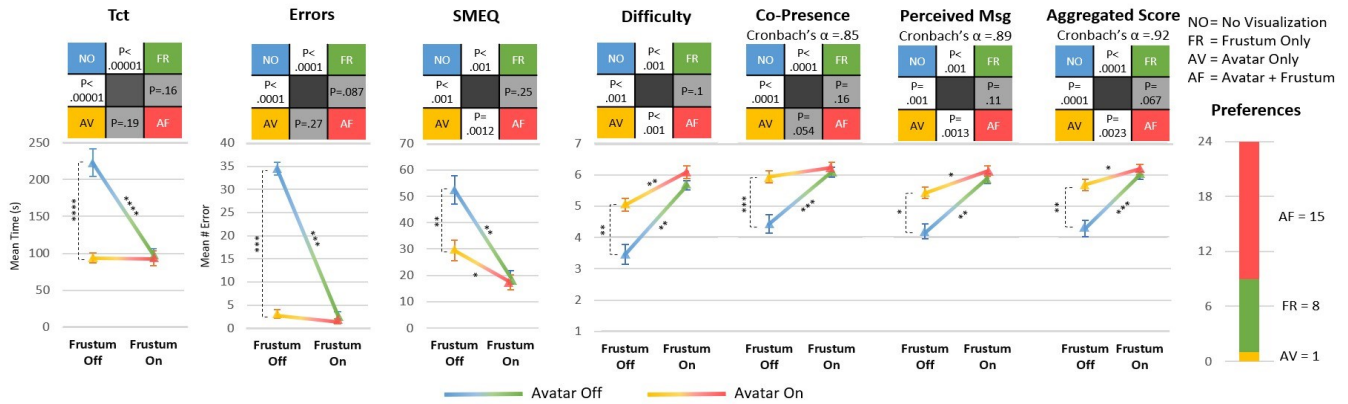 Tct
Errors
SMEQ
Difficulty
Co-Presence
Perceived Msg
Aggregated Score
Cronbach's α =.85
Cronbach's α =.89
Cronbach's α =.92
NO= No Visualization
FR = Frustum Only
AV = Avatar Only
AF = Avatar + Frustum
NO
P<
.00001
FR
P<
.00001
P=.16
AV
P=.19
AF
NO
P<
.0001
FR
P<
.0001
P=.087
AV
P=.27
AF
NO
P<
.001
FR
P<
.001
P=.25
AV
P=
.0012
AF
NO
P<
.001
FR
P<
.001
P=.1
AV
P<
.001
AF
NO
P<
.0001
FR
P<
.0001
P=
.16
AV
P=
.054
AF
NO
P<
.001
FR
P=
.001
P=
.11
AV
P=
.0013
AF
NO
P<
.0001
FR
P=
.0001
P=
.067
AV
P=
.0023
AF
Mean Time (s)
250
200
150
100
50
0
****
****
Frustum
Off
Frustum
On
Mean # Error
40
35
30
25
20
15
10
5
0
***
***
Frustum
Off
Frustum
On
70
60
50
40
30
20
10
0
**
**
*
Frustum
Off
Frustum
On
7
6
5
4
3
2
1
**
**
**
Frustum
Off
Frustum
On
***
***
Frustum
Off
Frustum
On
*
*
**
Frustum
Off
Frustum
On
**
*
***
Frustum
Off
Frustum
On
Preferences
24
18
12
6
0
AF = 15
FR = 8
AV = 1
Avatar Off
Avatar On